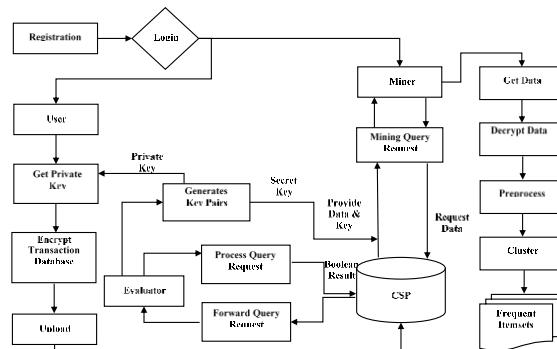 Registration
Login
Miner
Get Data
User
Mining Query
Request
Decrypt Data
Get Private
Key
Private
Key
Generates
Key Pairs
Secret
Key
Provide
Data &
Key
Request
Data
Preprocess
Encrypt
Transaction
Database
Process Query
Request
Boolean
Result
Cluster
Evaluator
CSP
Upload
Forward Query
Request
Frequent
Itemsets